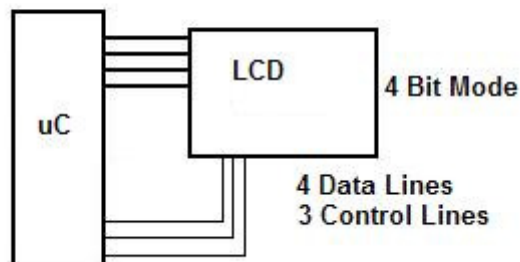 LCD
4 Bit Mode
uC
4 Data Lines
3 Control Lines